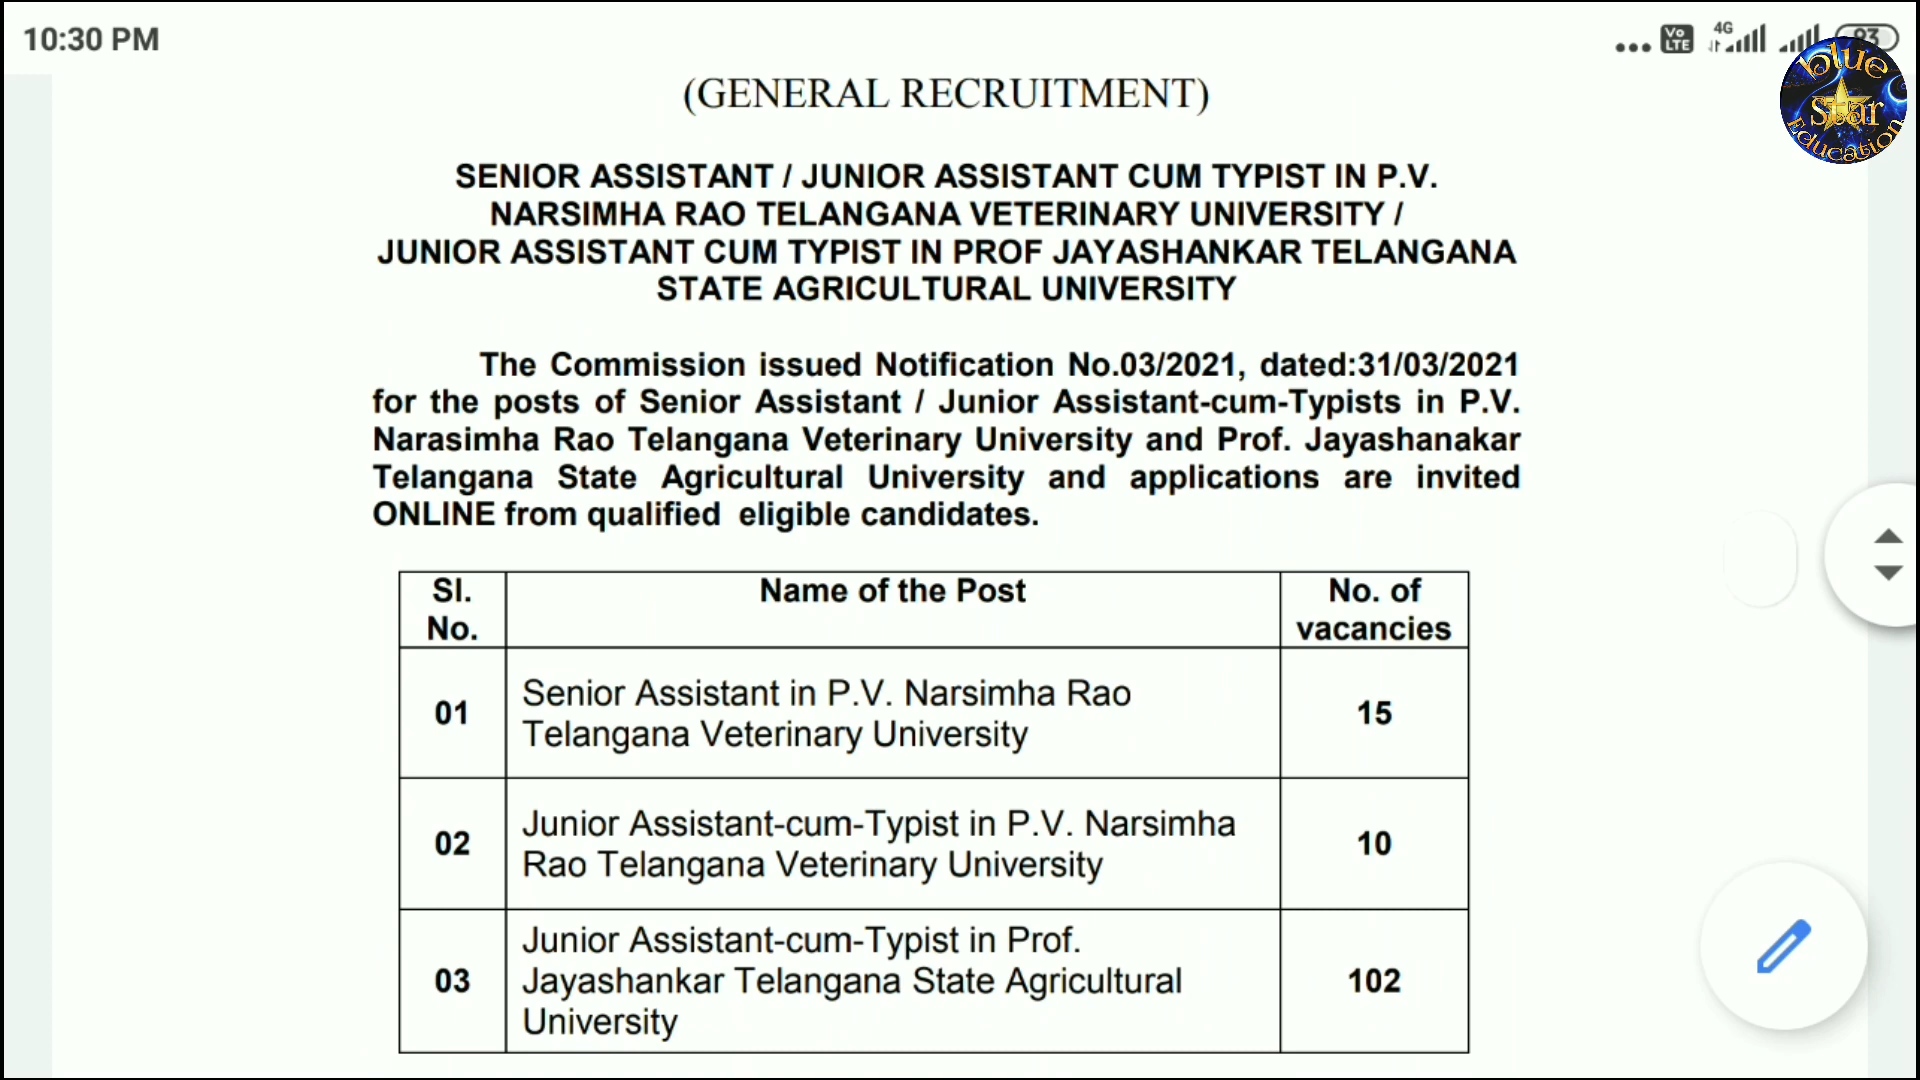 10:30 PM
Vo LTE
4G
93
blue
Star
Education
(GENERAL RECRUITMENT)
SENIOR ASSISTANT / JUNIOR ASSISTANT CUM TYPIST IN P.V.
NARSIMHA RAO TELANGANA VETERINARY UNIVERSITY /
JUNIOR ASSISTANT CUM TYPIST IN PROF JAYASHANKAR TELANGANA
STATE AGRICULTURAL UNIVERSITY
The Commission issued Notification No.03/2021, dated:31/03/2021
for the posts of Senior Assistant / Junior Assistant-cum-Typists in P.V.
Narasimha Rao Telangana Veterinary University and Prof. Jayashanakar
Telangana State Agricultural University and applications are invited
ONLINE from qualified eligible candidates.
Sl. No. Name of the Post No. of vacancies
01 Senior Assistant in P.V. Narsimha Rao
Telangana Veterinary University 15
02 Junior Assistant-cum-Typist in P.V. Narsimha
Rao Telangana Veterinary University 10
03 Junior Assistant-cum-Typist in Prof.
Jayashankar Telangana State Agricultural
University 102